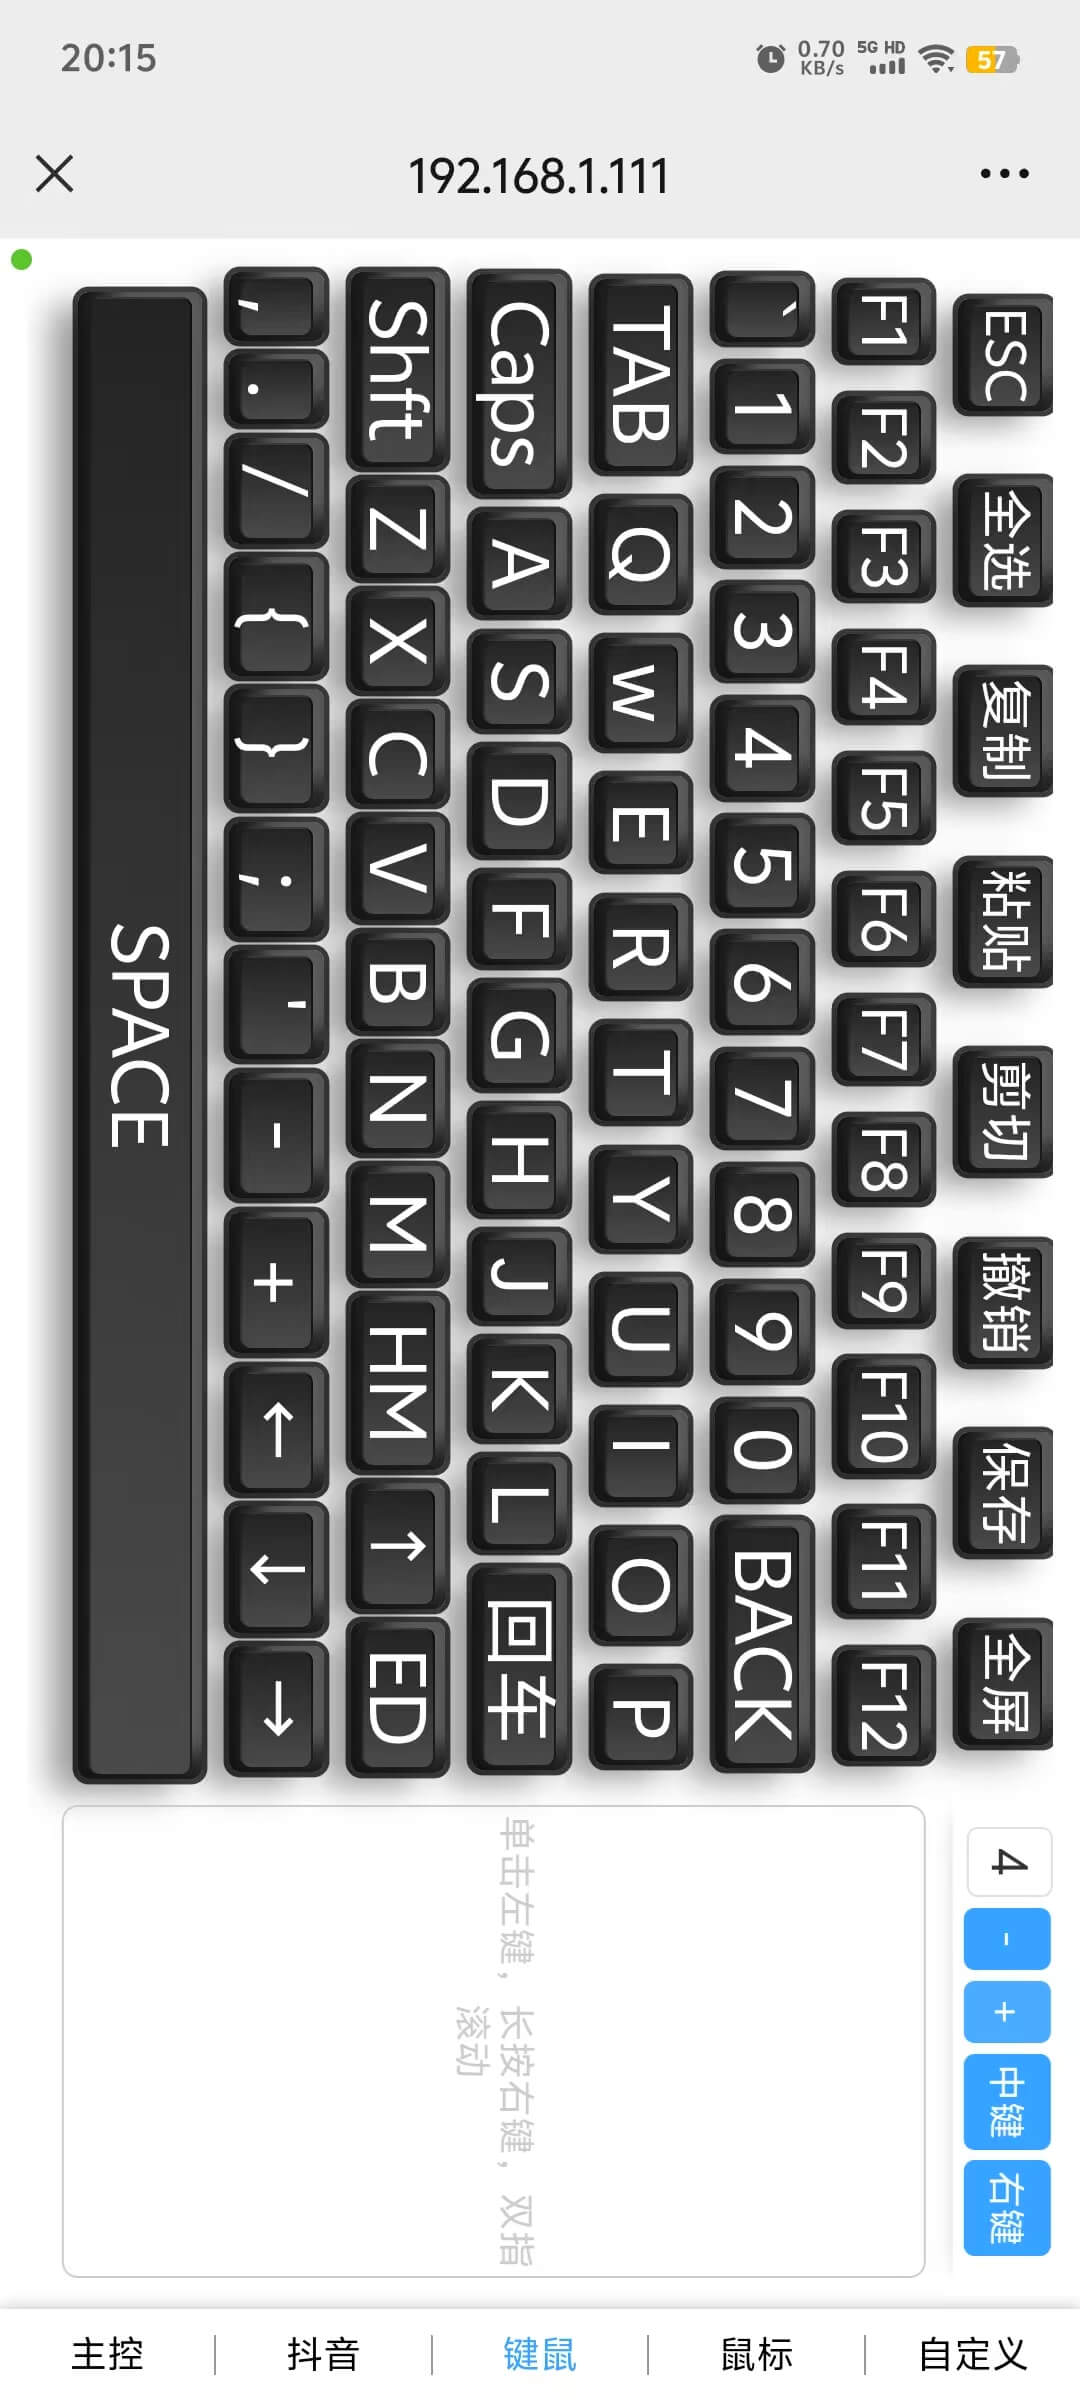 20:15
0.70 KB/s 5G HD 57
192.168.1.111
ESC 全选 复制 粘贴 剪切 撤销 保存 全屏
F1 F2 F3 F4 F5 F6 F7 F8 F9 F10 F11 F12
` 1 2 3 4 5 6 7 8 9 0 BACK
TAB Q W E R T Y U I O P
Caps A S D F G H J K L 回车
Shft Z X C V B N M HM ↑ ED
, . / { } ; ' - + ← ↓ →
SPACE
4 - + 中键 右键
单击左键，长按右键，双指
滚动
主控 抖音 键鼠 鼠标 自定义